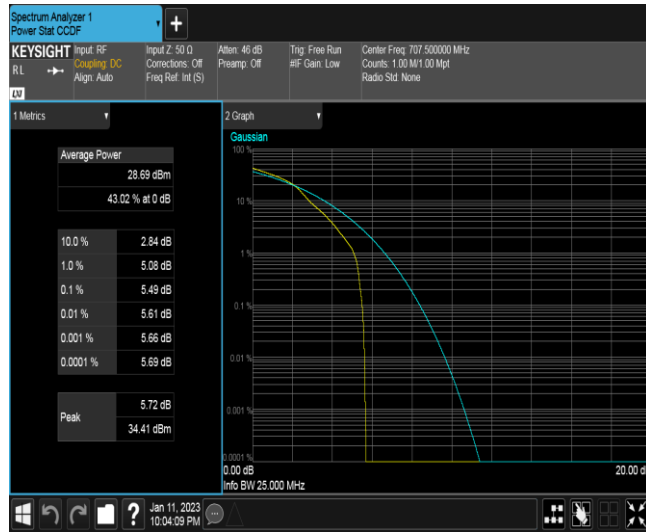 Spectrum Analyzer 1
Power Stat CCDF
+
KEYSIGHT
RL
LXI
Input: RF
Coupling: DC
Align: Auto
Input Z: 50 Ω
Corrections: Off
Freq Ref: Int (S)
Atten: 46 dB
Preamp: Off
Trig: Free Run
#IF Gain: Low
Center Freq: 707.500000 MHz
Counts: 1.00 M/1.00 Mpt
Radio Std: None
1 Metrics
Average Power
28.69 dBm
43.02 % at 0 dB
10.0 % 2.84 dB
1.0 % 5.08 dB
0.1 % 5.49 dB
0.01 % 5.61 dB
0.001 % 5.66 dB
0.0001 % 5.69 dB
Peak
5.72 dB
34.41 dBm
2 Graph
Gaussian
100 %
10 %
1 %
0.1 %
0.01 %
0.001 %
0.0001 %
0.00 dB
20.00 d
Info BW 25.000 MHz
?
Jan 11, 2023
10:04:09 PM